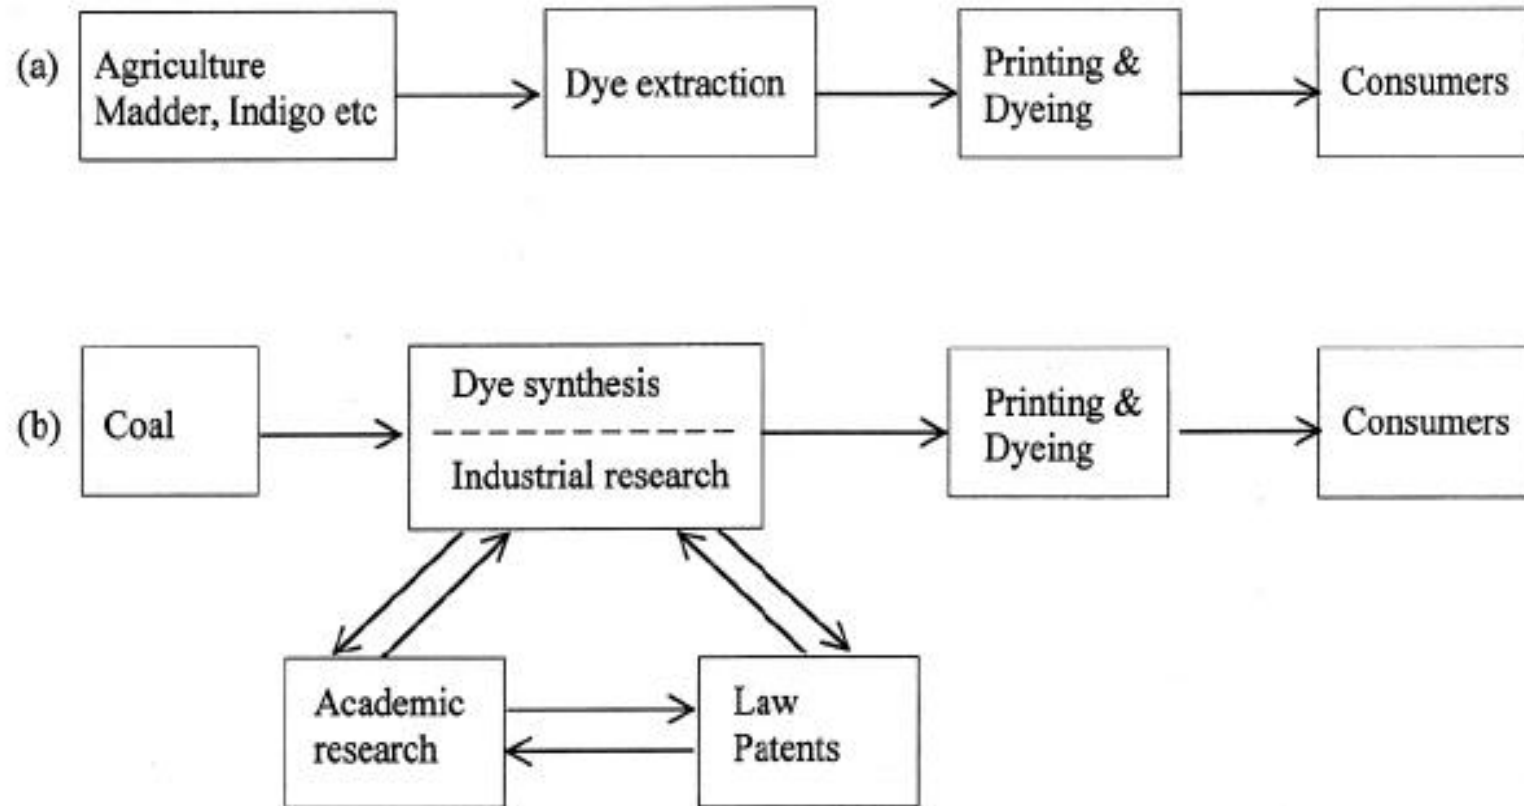 (a)
Agriculture
Madder, Indigo etc
Dye extraction
Printing &
Dyeing
Consumers
(b)
Coal
Dye synthesis
Industrial research
Printing &
Dyeing
Consumers
Academic
research
Law
Patents